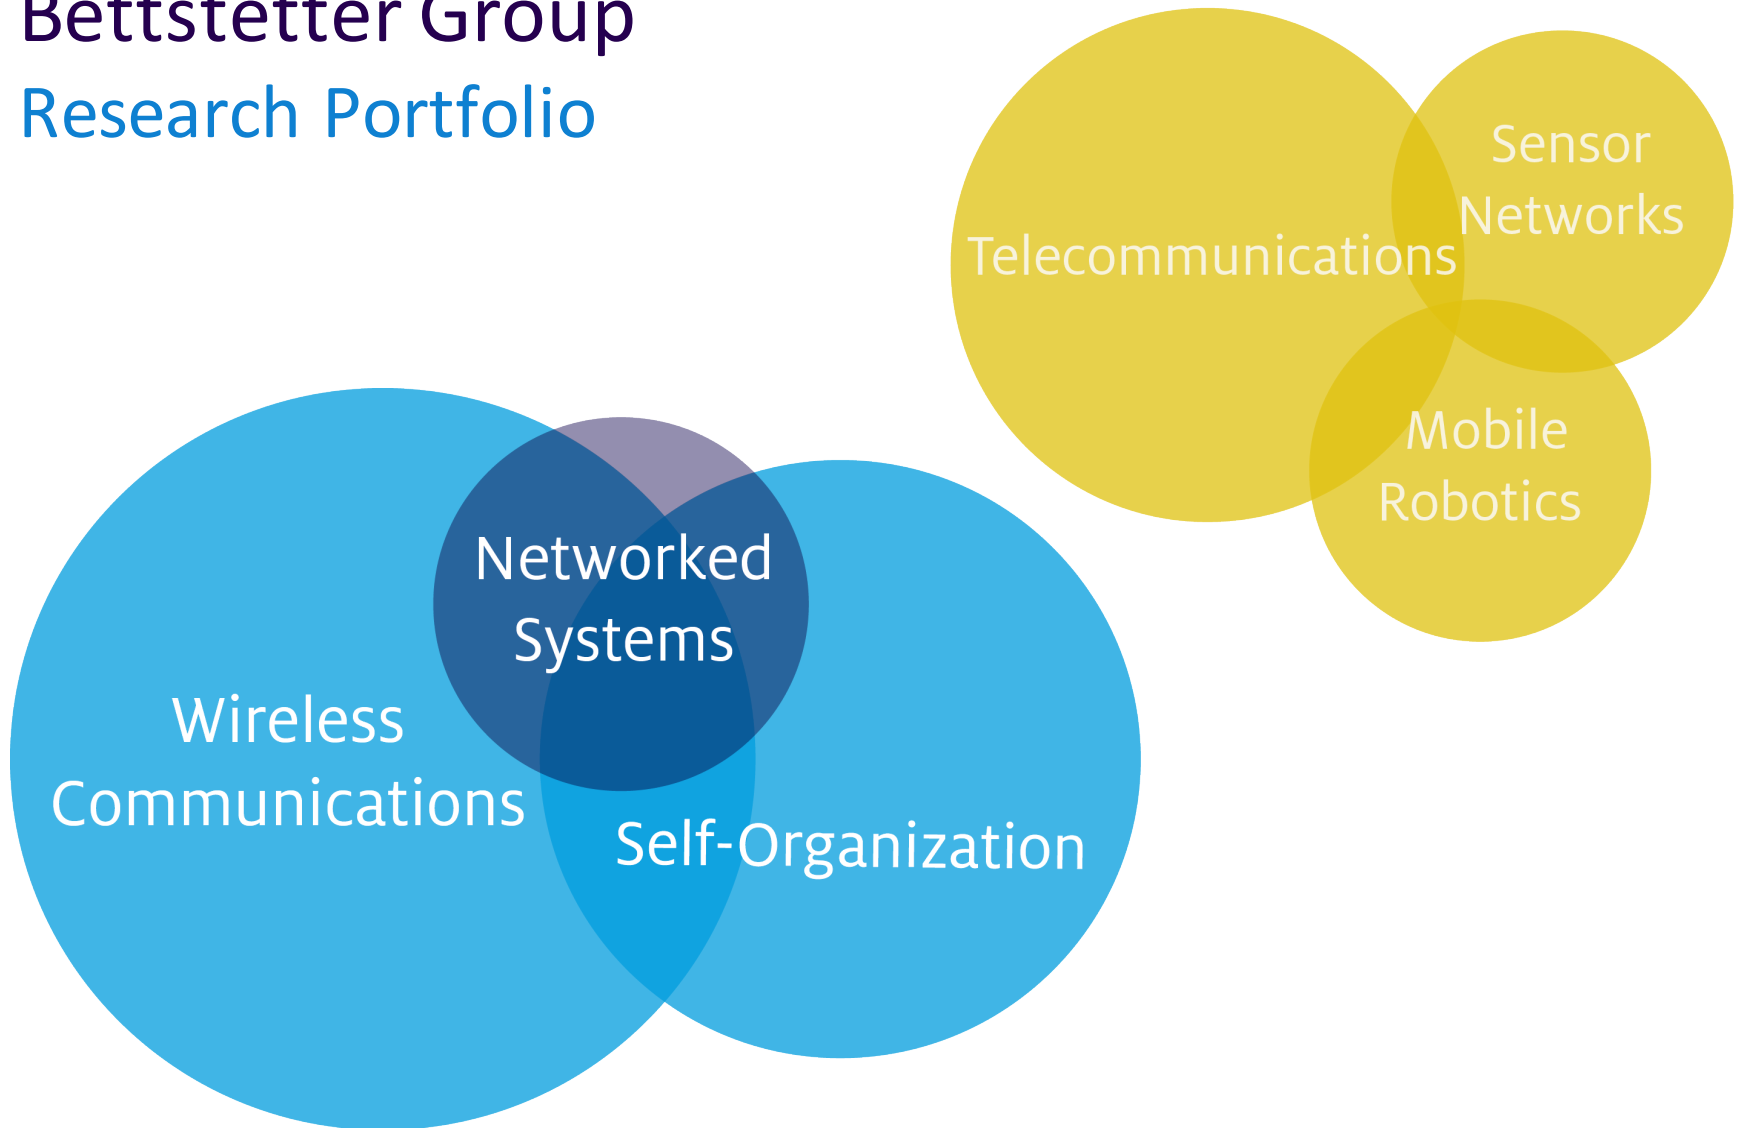 Bettstetter Group
Research Portfolio
Telecommunications
Sensor
Networks
Mobile
Robotics
Networked
Systems
Wireless
Communications
Self-Organization